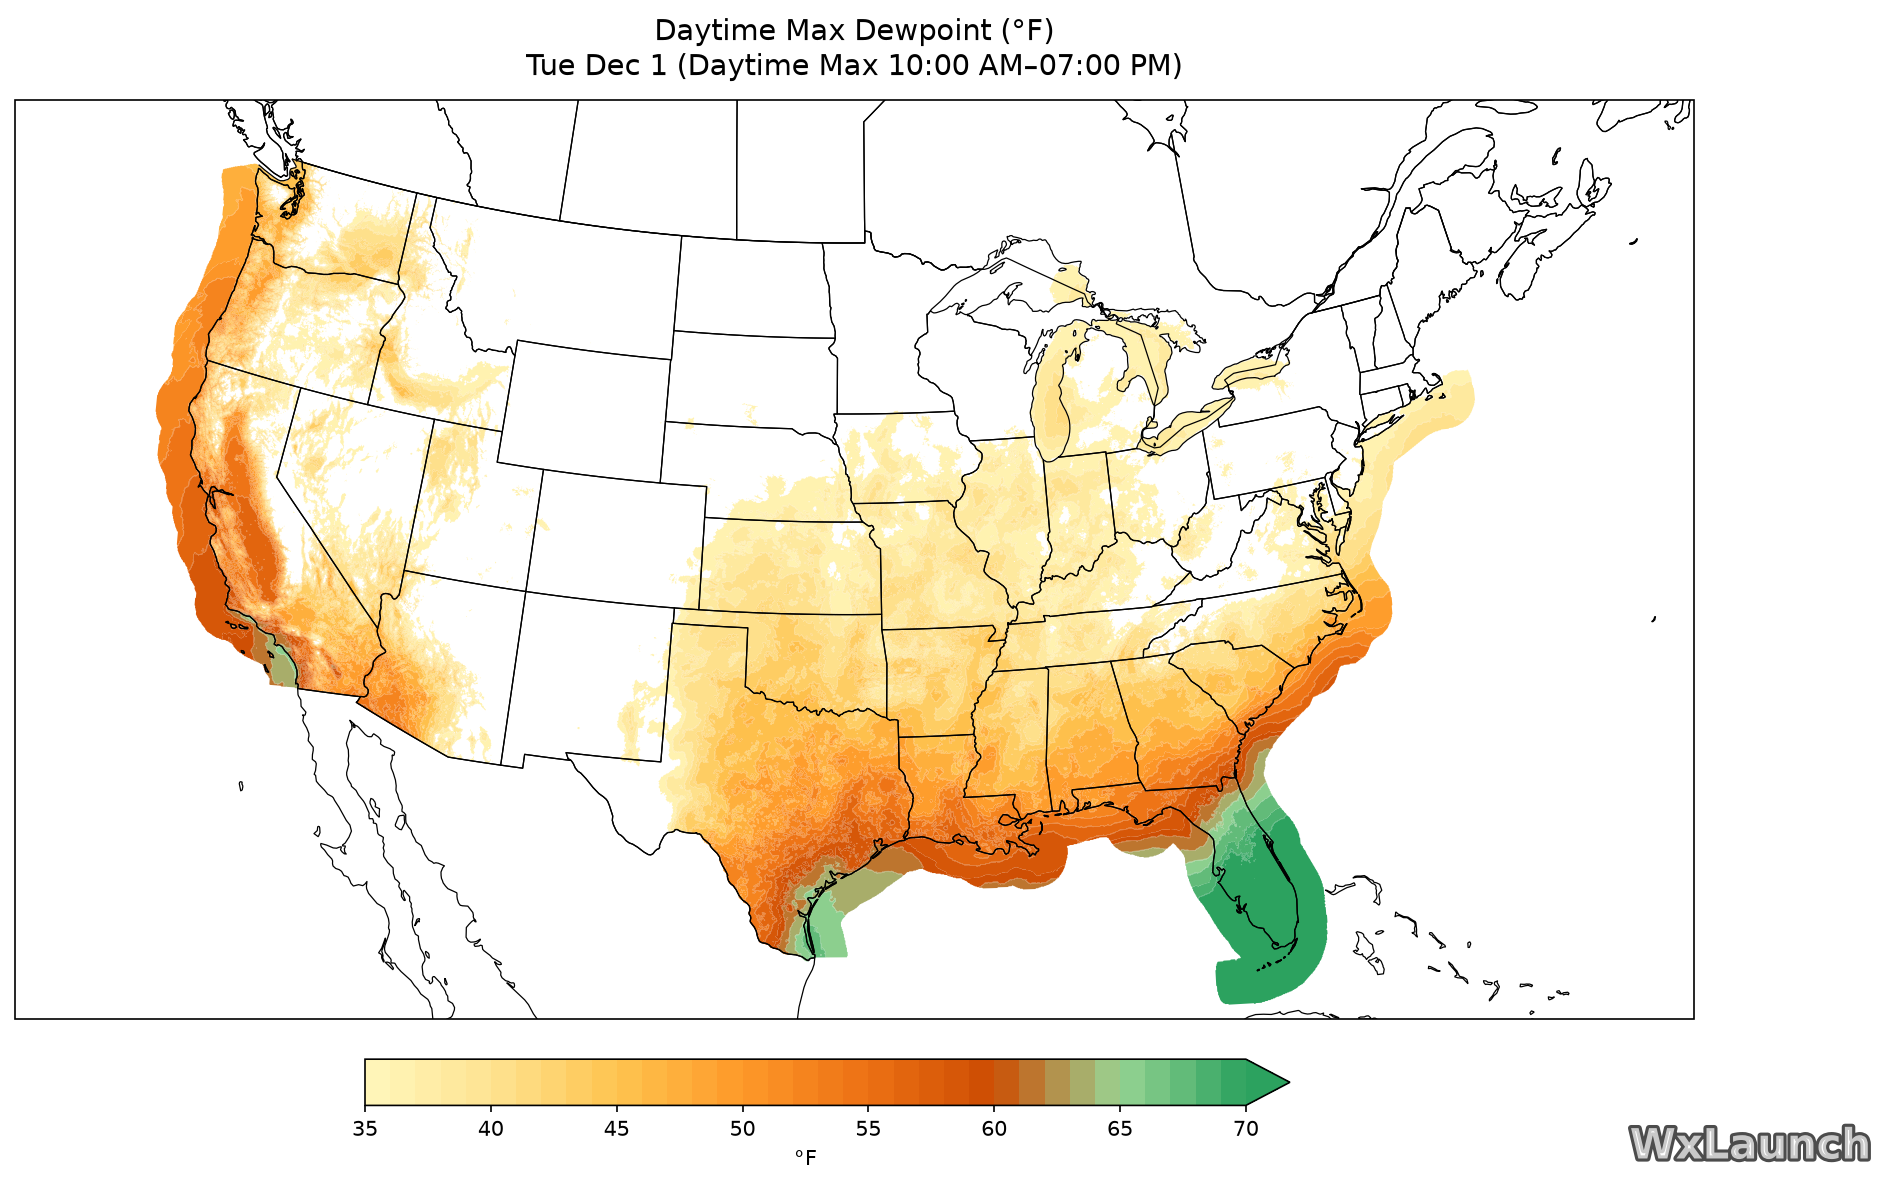 Daytime Max Dewpoint (°F)
Tue Dec 1 (Daytime Max 10:00 AM–07:00 PM)
35 40 45 50 55 60 65 70
°F
WxLaunch